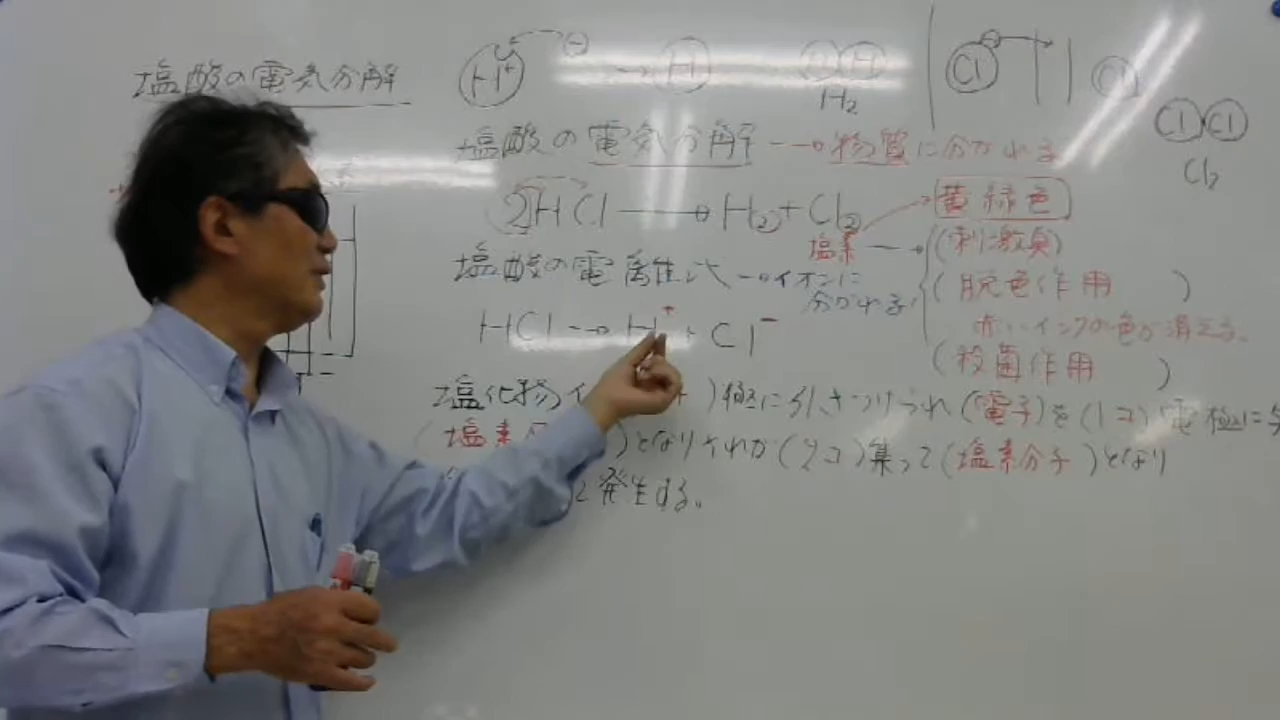 塩酸の電気分解
H⁺ ⊖ → H H H H₂
Cl ⊖ Cl
Cl Cl
Cl₂
塩酸の電気分解 → 物質に分かれる
2HCl → H₂ + Cl₂ 黄緑色
塩素 → (刺激臭)
塩酸の電離式 → イオンに分かれる
(脱色作用)
赤いインクの色が消える。
HCl → H⁺ + Cl⁻
(殺菌作用)
塩化物イ )極に引きつけられ(電子)を(1コ)電極に
(塩素 )となりそれが(2コ)集って(塩素分子)となり
発生する。